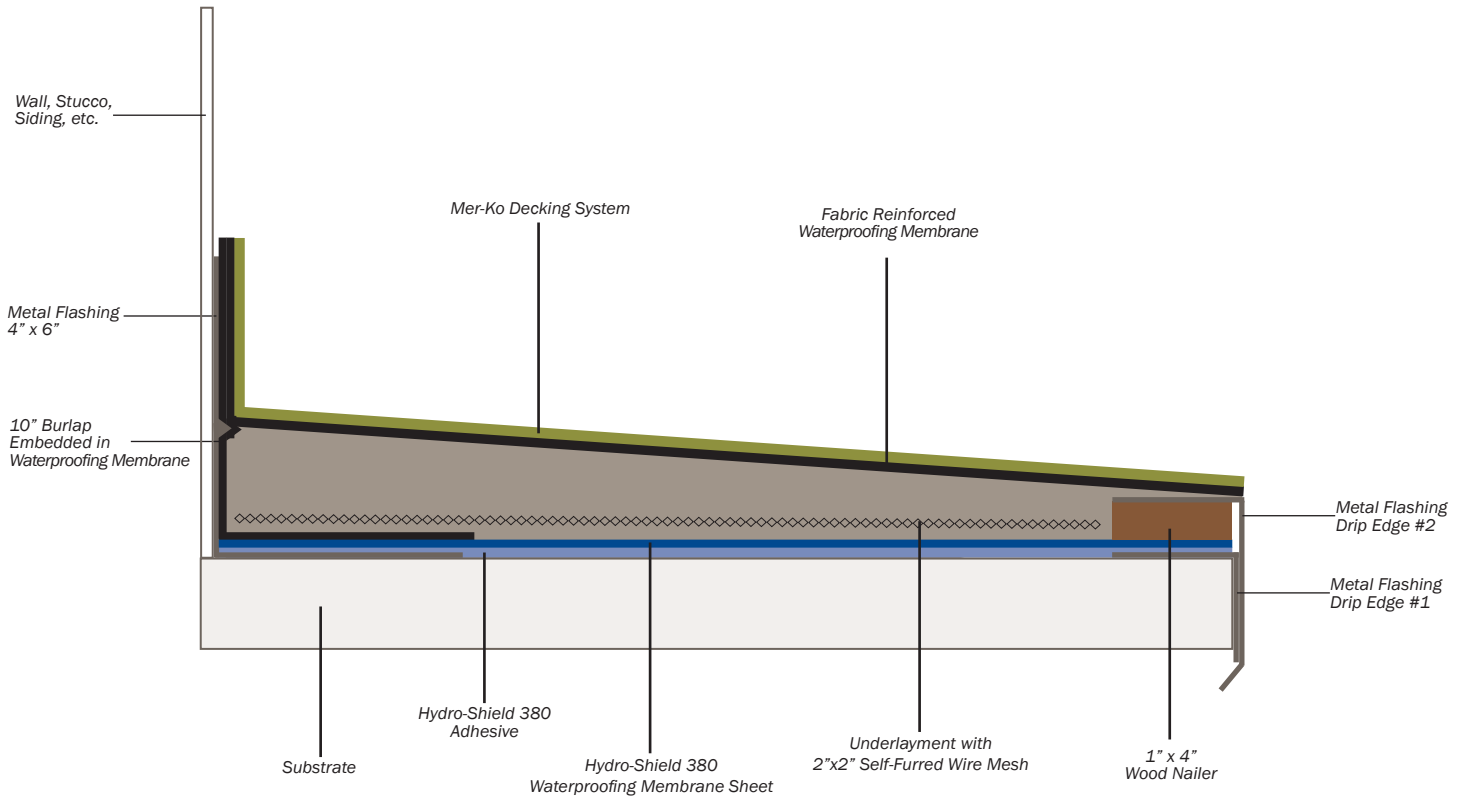 Wall, Stucco,
Siding, etc.
Mer-Ko Decking System
Fabric Reinforced
Waterproofing Membrane
Metal Flashing
4” x 6”
10” Burlap
Embedded in
Waterproofing Membrane
Metal Flashing
Drip Edge #2
Metal Flashing
Drip Edge #1
Hydro-Shield 380
Adhesive
Substrate
Hydro-Shield 380
Waterproofing Membrane Sheet
Underlayment with
2”x2” Self-Furred Wire Mesh
1” x 4”
Wood Nailer